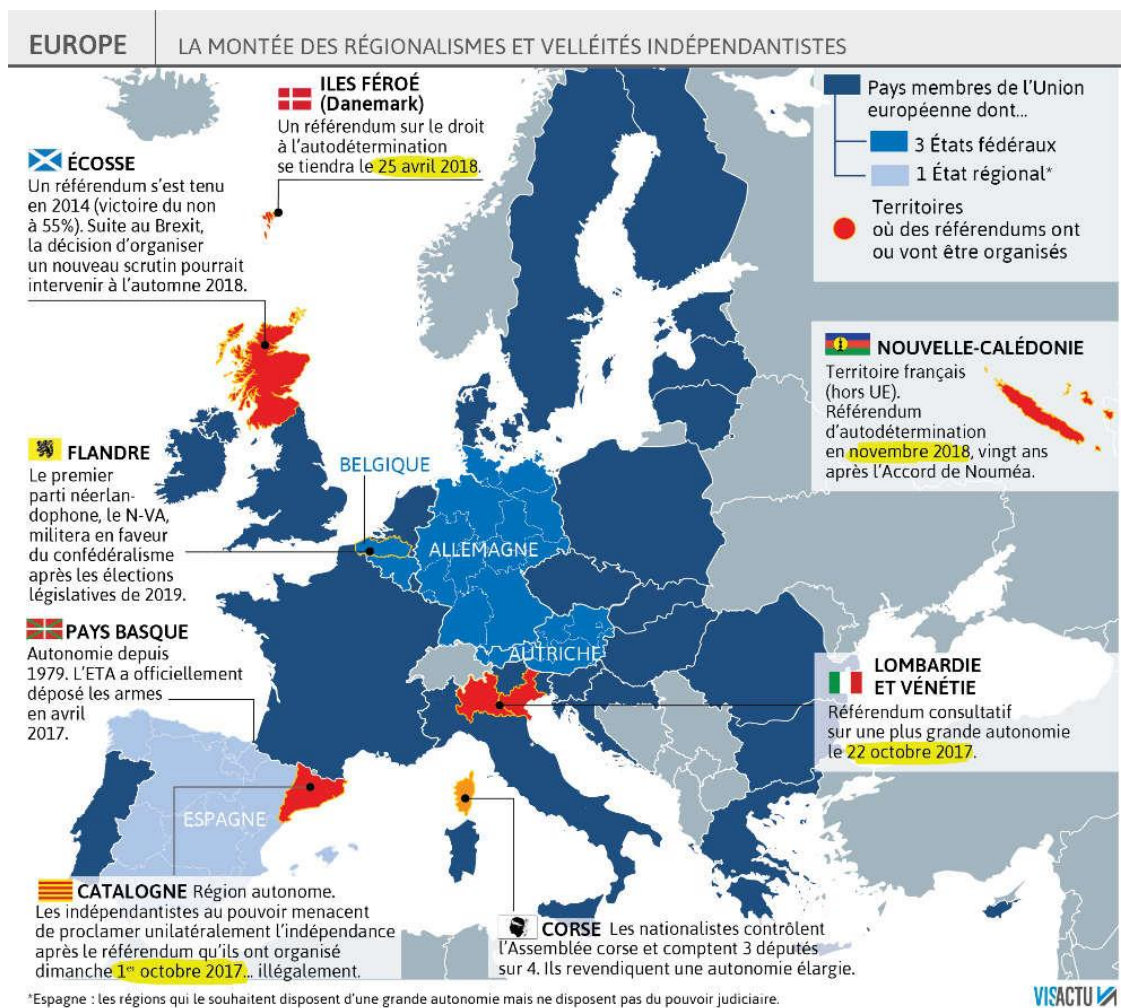 EUROPE
LA MONTÉE DES RÉGIONALISMES ET VELLÉITÉS INDÉPENDANTISTES
ILES FÉROÉ
(Danemark)
Un référendum sur le droit
à l'autodétermination
se tiendra le 25 avril 2018.
Pays membres de l'Union
européenne dont...
3 États fédéraux
1 État régional*
Territoires
où des référendums ont
ou vont être organisés
ÉCOSSE
Un référendum s'est tenu
en 2014 (victoire du non
à 55%). Suite au Brexit,
la décision d'organiser
un nouveau scrutin pourrait
intervenir à l'automne 2018.
NOUVELLE-CALÉDONIE
Territoire français
(hors UE).
Référendum
d'autodétermination
en novembre 2018, vingt ans
après l'Accord de Nouméa.
FLANDRE
Le premier
parti néerlan-
dophone, le N-VA,
militera en faveur
du confédéralisme
après les élections
législatives de 2019.
BELGIQUE
ALLEMAGNE
AUTRICHE
PAYS BASQUE
Autonomie depuis
1979. L'ETA a officiellement
déposé les armes
en avril
2017.
LOMBARDIE
ET VÉNÉTIE
Référendum consultatif
sur une plus grande autonomie
le 22 octobre 2017.
ESPAGNE
CATALOGNE Région autonome.
Les indépendantistes au pouvoir menacent
de proclamer unilatéralement l'indépendance
après le référendum qu'ils ont organisé
dimanche 1er octobre 2017... illégalement.
CORSE Les nationalistes contrôlent
l'Assemblée corse et comptent 3 députés
sur 4. Ils revendiquent une autonomie élargie.
*Espagne : les régions qui le souhaitent disposent d'une grande autonomie mais ne disposent pas du pouvoir judiciaire.
VISACTU